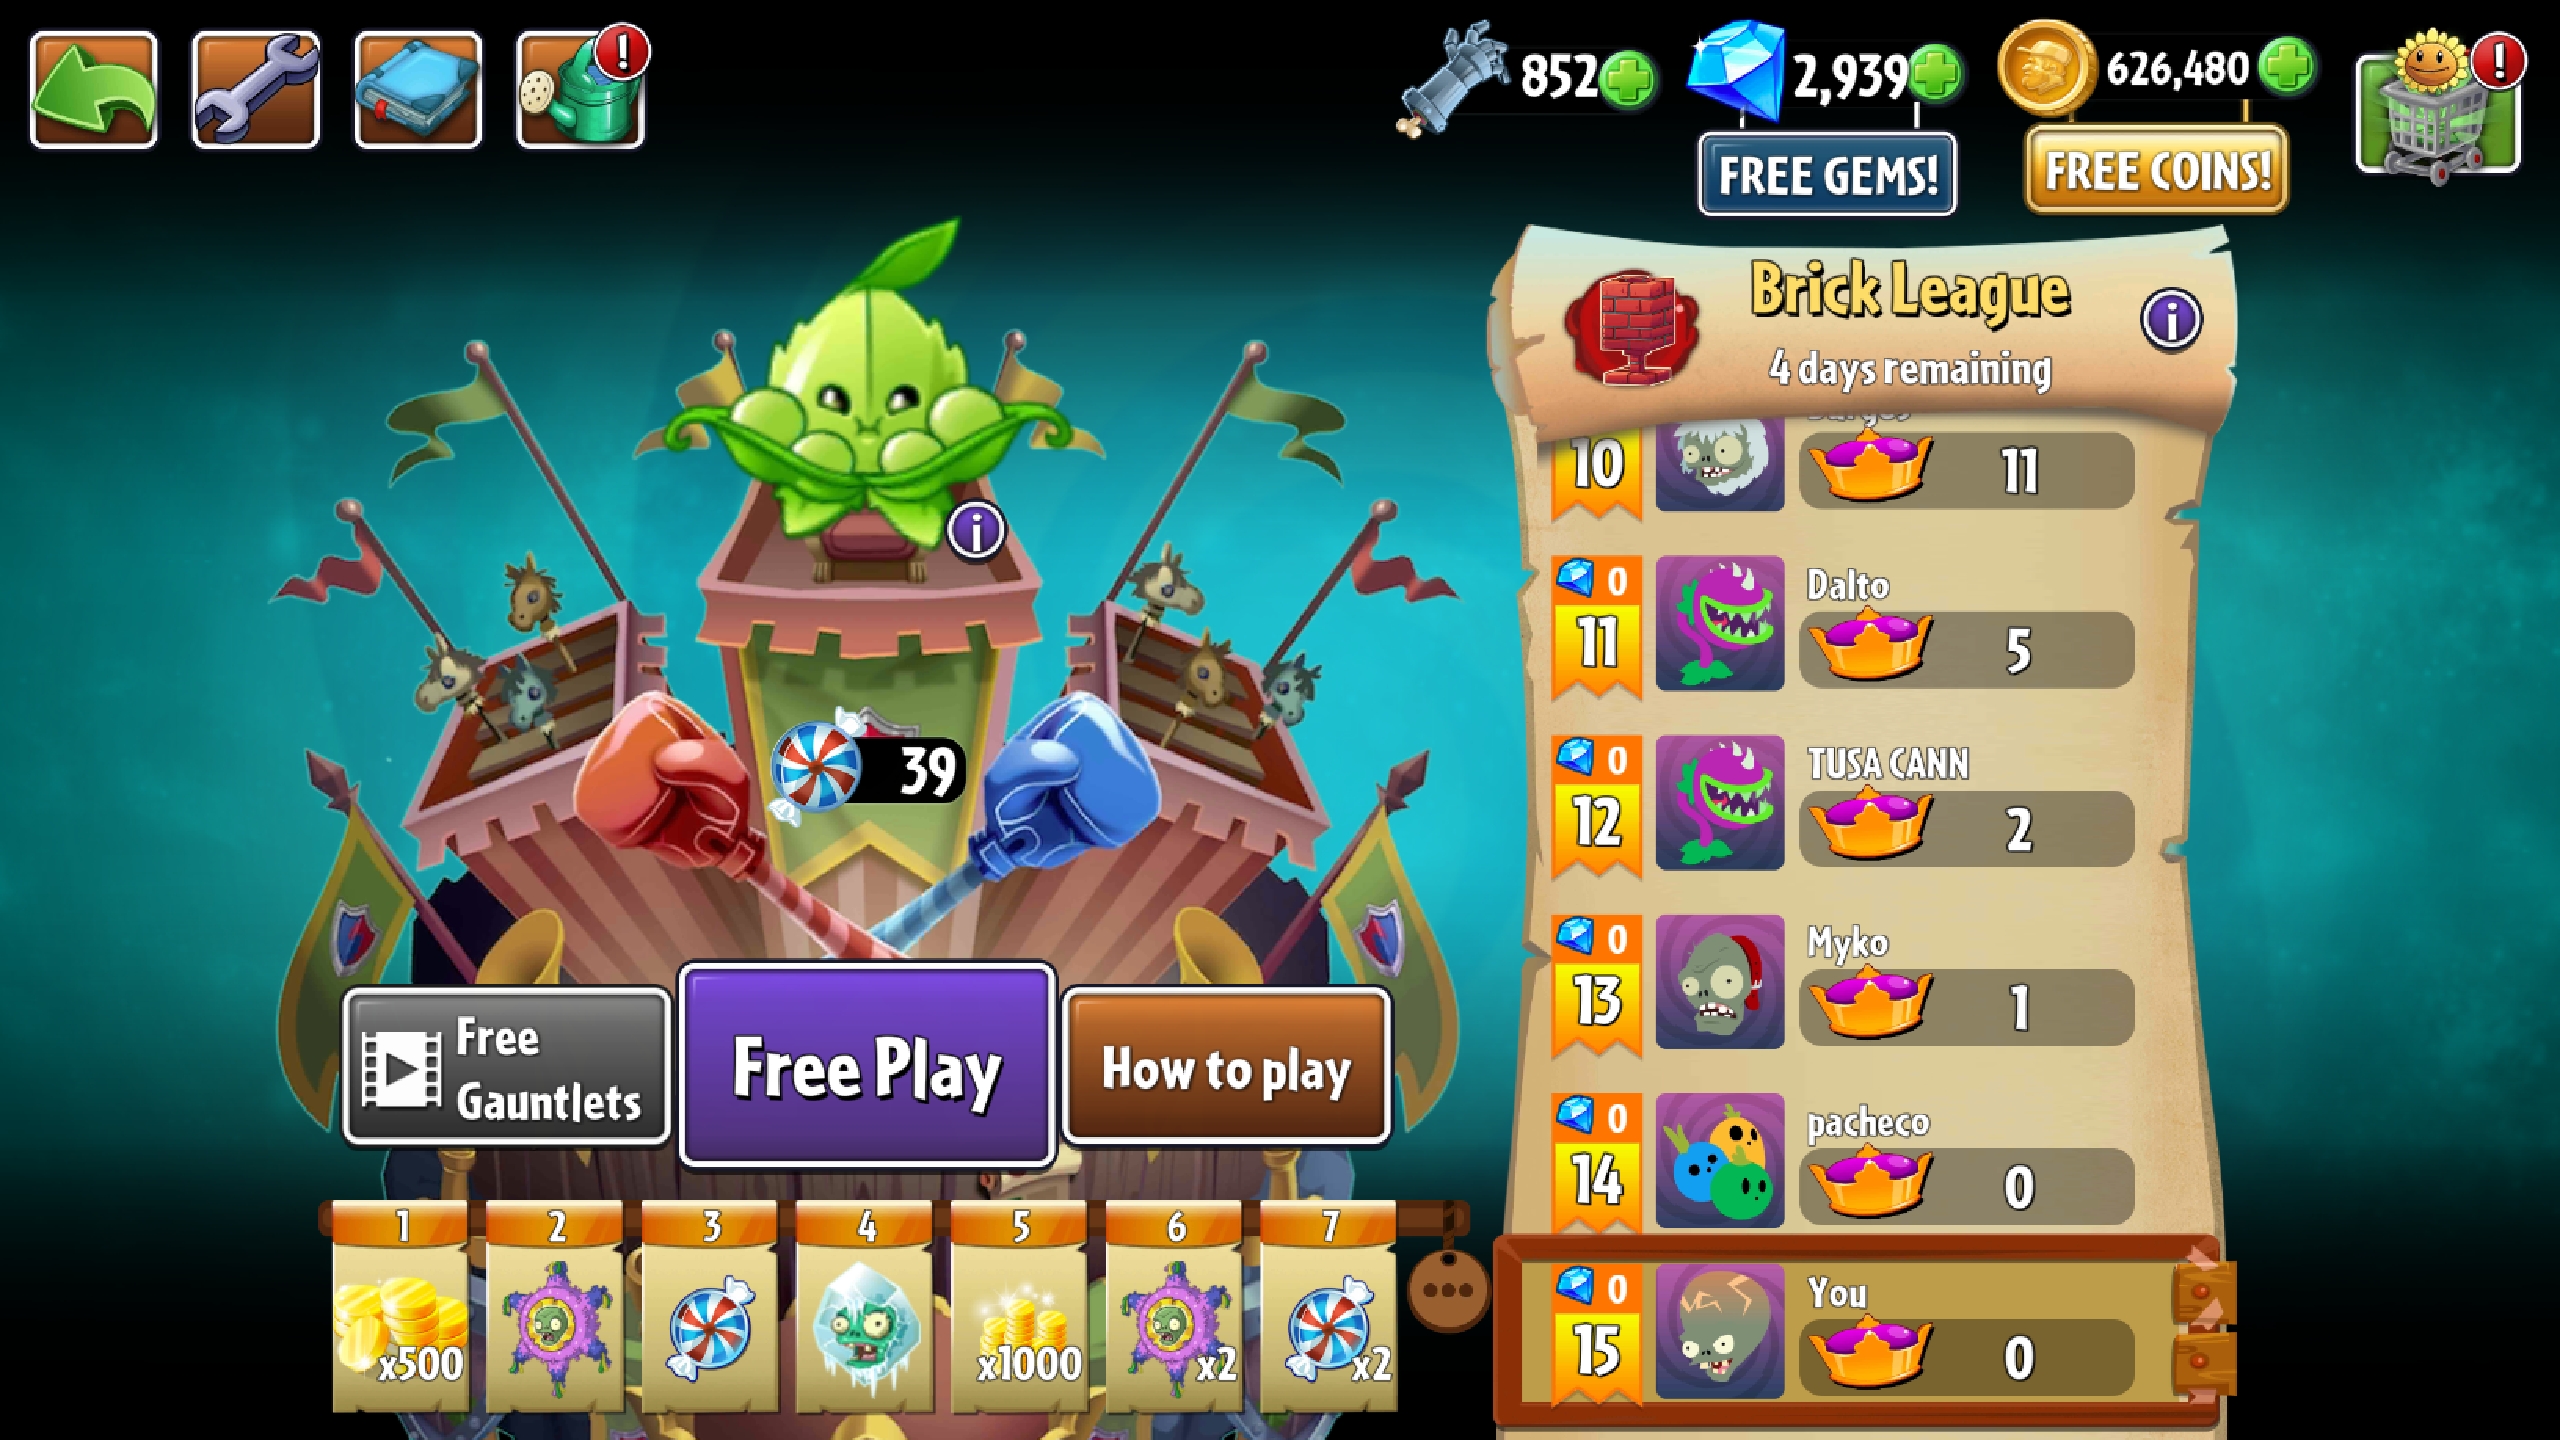 852
2,939
626,480
FREE GEMS!
FREE COINS!
Brick League
4 days remaining
10
11
0
11
Dalto
5
0
12
TUSA CANN
2
0
13
Myko
1
0
14
pacheco
0
0
15
You
0
39
Free
Gauntlets
Free Play
How to play
1
2
3
4
5
6
7
x500
x1000
x2
x2